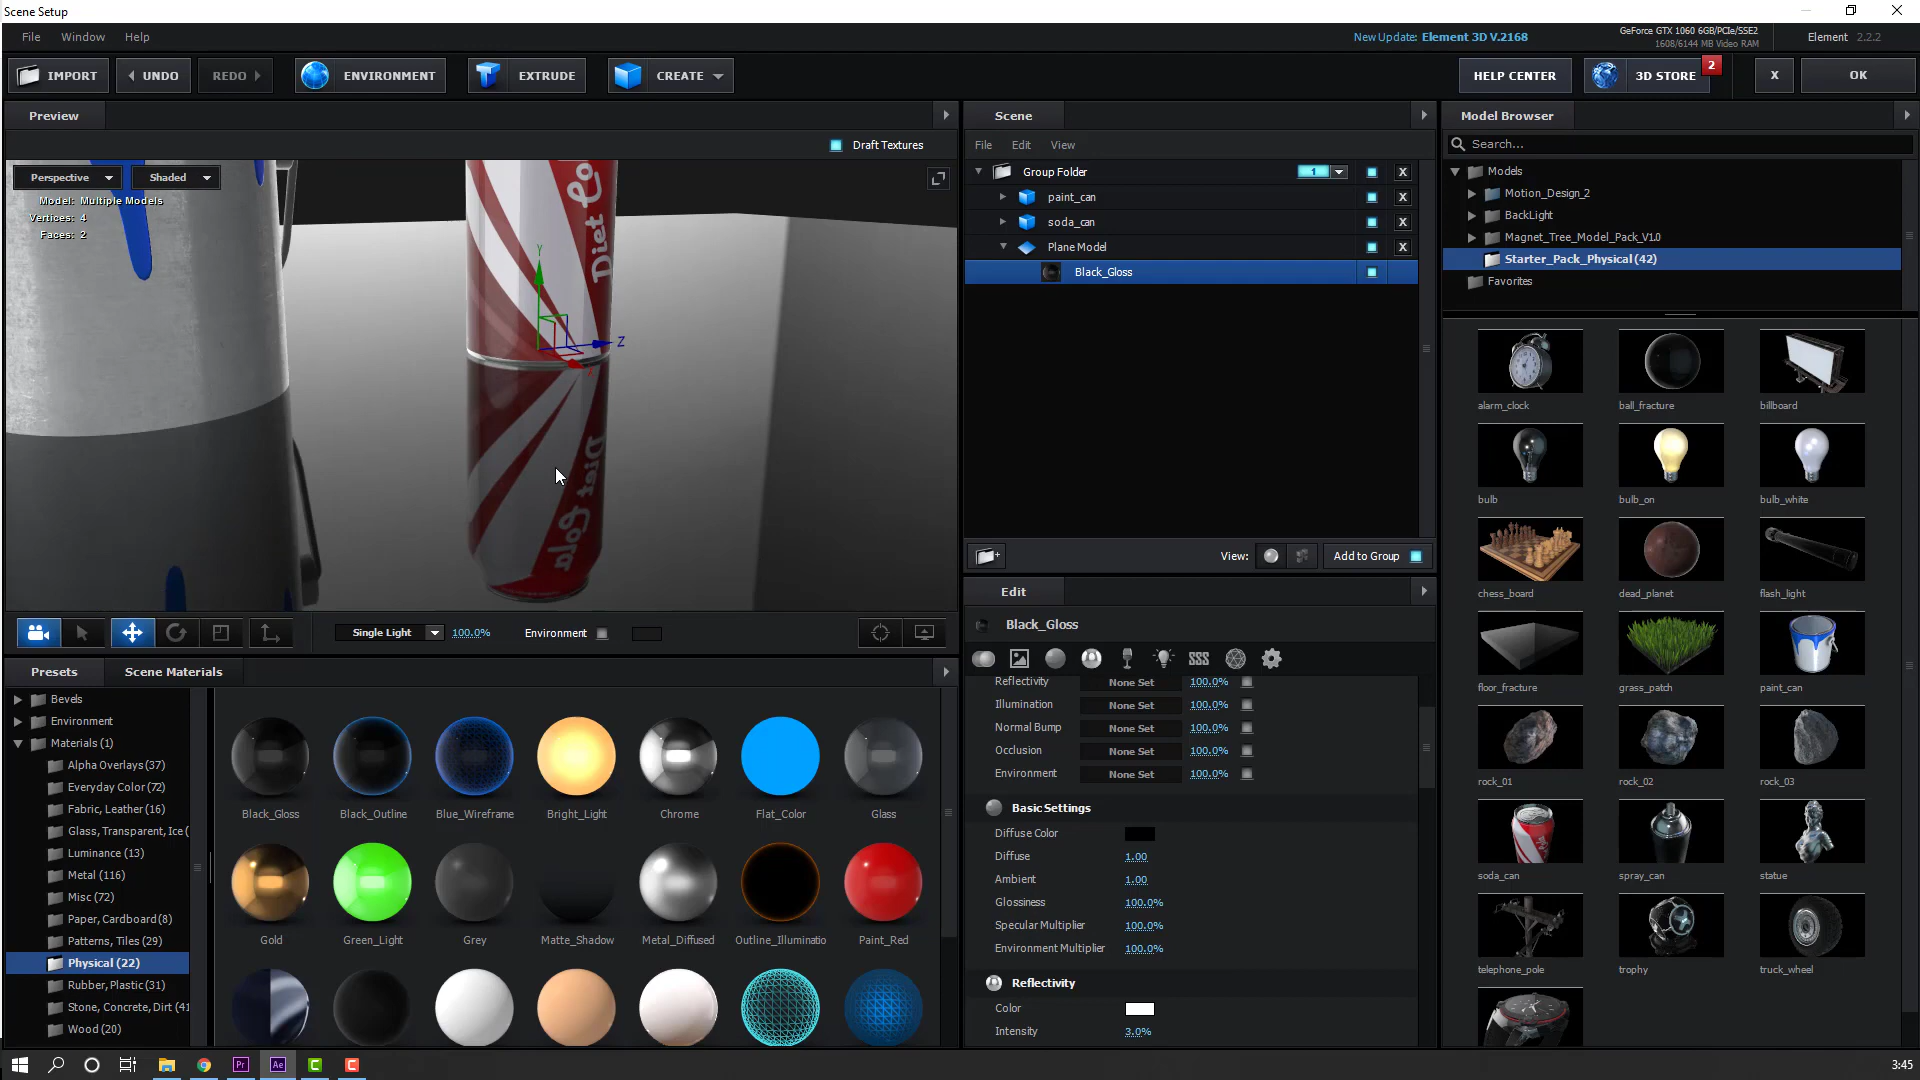 Scene Setup
File Window Help
New Update: Element 3D V.2168
GeForce GTX 1060 6GB/PCIe/SSE2
1608/6144 MB Video RAM
Element 2.2.2
IMPORT
UNDO
REDO
ENVIRONMENT
EXTRUDE
CREATE
HELP CENTER
3D STORE
2
X
OK
Preview
Draft Textures
Perspective
Shaded
Model: Multiple Models
Vertices: 4
Faces: 2
Diet Co
Diet Cola
Y
Z
X
Single Light
100.0%
Environment
Scene
File Edit View
Group Folder
1
X
paint_can
X
soda_can
X
Plane Model
X
Black_Gloss
View:
Add to Group
Edit
Black_Gloss
Reflectivity None Set 100.0%
Illumination None Set 100.0%
Normal Bump None Set 100.0%
Occlusion None Set 100.0%
Environment None Set 100.0%
Basic Settings
Diffuse Color
Diffuse 1.00
Ambient 1.00
Glossiness 100.0%
Specular Multiplier 100.0%
Environment Multiplier 100.0%
Reflectivity
Color
Intensity 3.0%
Model Browser
Search...
Models
Motion_Design_2
BackLight
Magnet_Tree_Model_Pack_V1.0
Starter_Pack_Physical (42)
Favorites
alarm_clock
ball_fracture
billboard
bulb
bulb_on
bulb_white
chess_board
dead_planet
flash_light
floor_fracture
grass_patch
paint_can
rock_01
rock_02
rock_03
soda_can
spray_can
statue
telephone_pole
trophy
truck_wheel
Presets
Scene Materials
Bevels
Environment
Materials (1)
Alpha Overlays (37)
Everyday Color (72)
Fabric, Leather (16)
Glass, Transparent, Ice (
Luminance (13)
Metal (116)
Misc (72)
Paper, Cardboard (8)
Patterns, Tiles (29)
Physical (22)
Rubber, Plastic (31)
Stone, Concrete, Dirt (41
Wood (20)
Black_Gloss
Black_Outline
Blue_Wireframe
Bright_Light
Chrome
Flat_Color
Glass
Gold
Green_Light
Grey
Matte_Shadow
Metal_Diffused
Outline_Illuminatio
Paint_Red
Pr
Ae
C
C
3:45